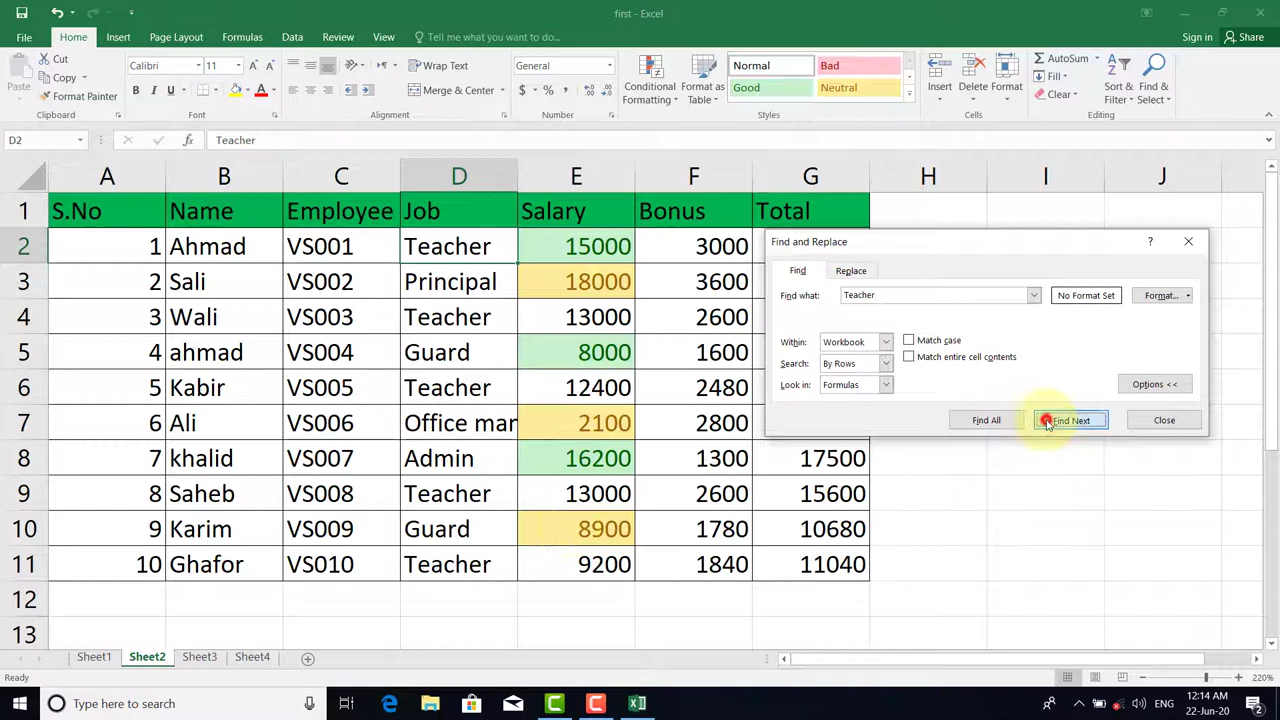 first - Excel
File Home Insert Page Layout Formulas Data Review View Tell me what you want to do... Sign in Share
Paste Cut Copy Format Painter Clipboard
Calibri 11 B I U A Font
Wrap Text Merge & Center Alignment
General $ % , Number
Conditional Formatting Format as Table Normal Bad Good Neutral Styles
Insert Delete Format Cells
AutoSum Fill Clear Sort & Filter Find & Select Editing
D2 fx Teacher
A B C D E F G H I J
1 S.No Name Employee Job Salary Bonus Total
2 1 Ahmad VS001 Teacher 15000 3000
3 2 Sali VS002 Principal 18000 3600
4 3 Wali VS003 Teacher 13000 2600
5 4 ahmad VS004 Guard 8000 1600
6 5 Kabir VS005 Teacher 12400 2480
7 6 Ali VS006 Office mar 2100 2800
8 7 khalid VS007 Admin 16200 1300 17500
9 8 Saheb VS008 Teacher 13000 2600 15600
10 9 Karim VS009 Guard 8900 1780 10680
11 10 Ghafor VS010 Teacher 9200 1840 11040
12
13
Find and Replace ?
Find Replace
Find what: Teacher No Format Set Format...
Within: Workbook Match case
Search: By Rows Match entire cell contents
Look in: Formulas Options <<
Find All Find Next Close
Sheet1 Sheet2 Sheet3 Sheet4
Ready 220%
Type here to search
12:14 AM
22-Jun-20
2